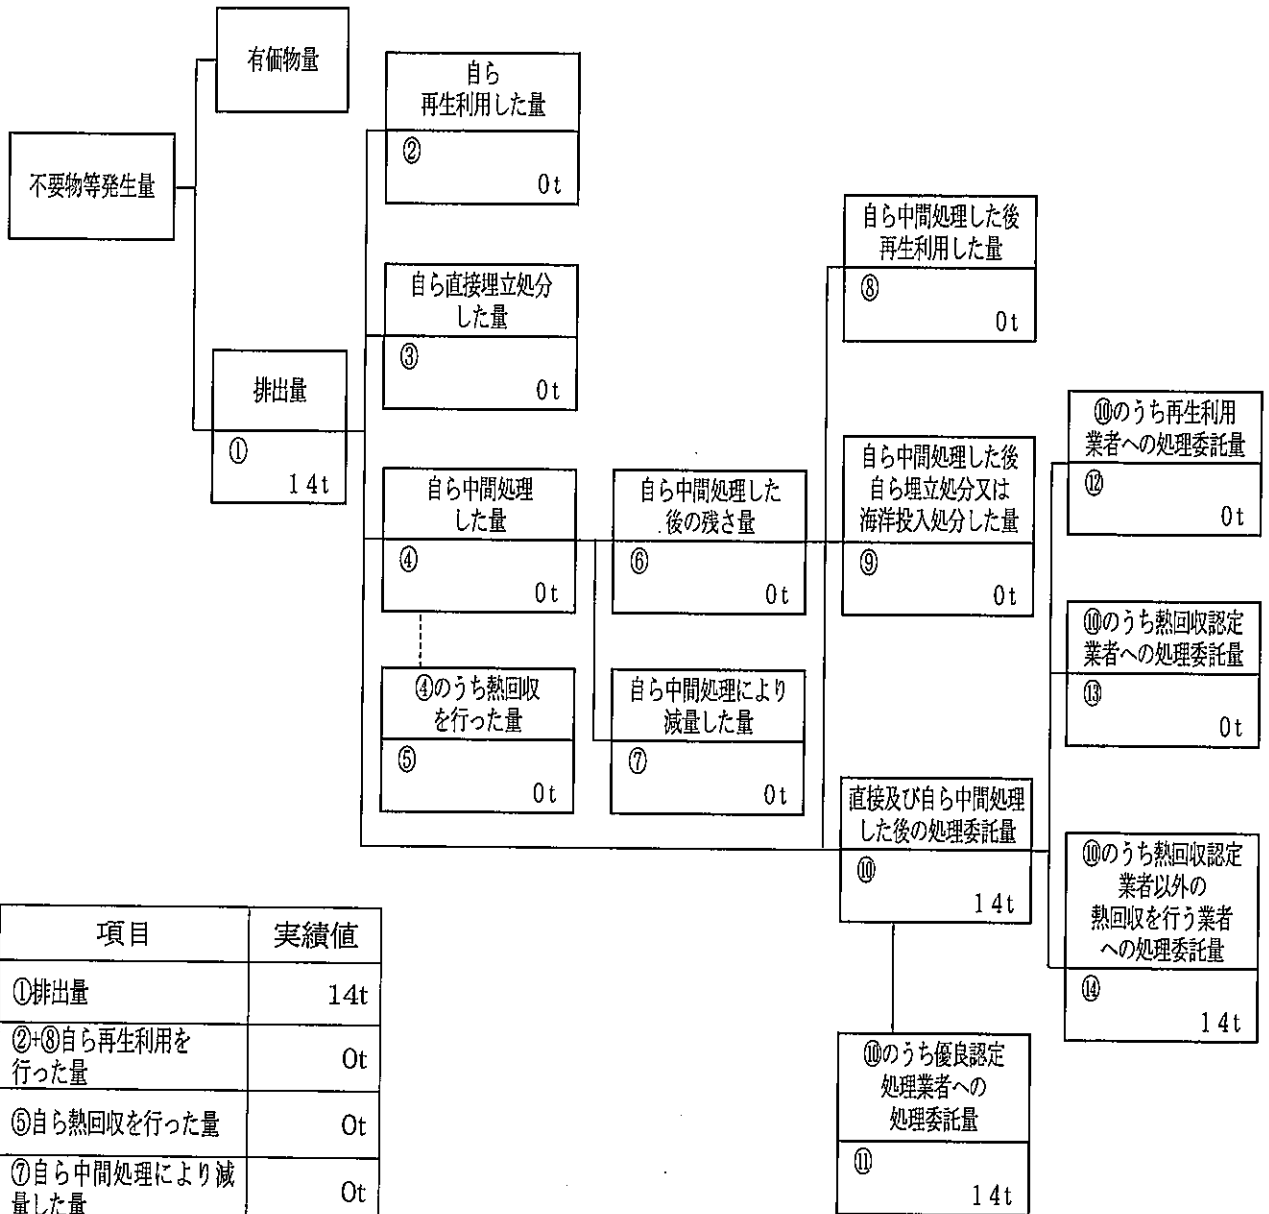 有価物量
不要物等発生量
排出量
①
14t
自ら
再生利用した量
②
0t
自ら直接埋立処分
した量
③
0t
自ら中間処理
した量
④
0t
④のうち熱回収
を行った量
⑤
0t
自ら中間処理した
後の残さ量
⑥
0t
自ら中間処理により
減量した量
⑦
0t
自ら中間処理した後
再生利用した量
⑧
0t
自ら中間処理した後
自ら埋立処分又は
海洋投入処分した量
⑨
0t
直接及び自ら中間処理
した後の処理委託量
⑩
14t
⑩のうち優良認定
処理業者への
処理委託量
⑪
14t
⑩のうち再生利用
業者への処理委託量
⑫
0t
⑩のうち熱回収認定
業者への処理委託量
⑬
0t
⑩のうち熱回収認定
業者以外の
熱回収を行う業者
への処理委託量
⑭
14t
項目 実績値
①排出量 14t
②+⑧自ら再生利用を
行った量 0t
⑤自ら熱回収を行った量 0t
⑦自ら中間処理により減
量した量 0t